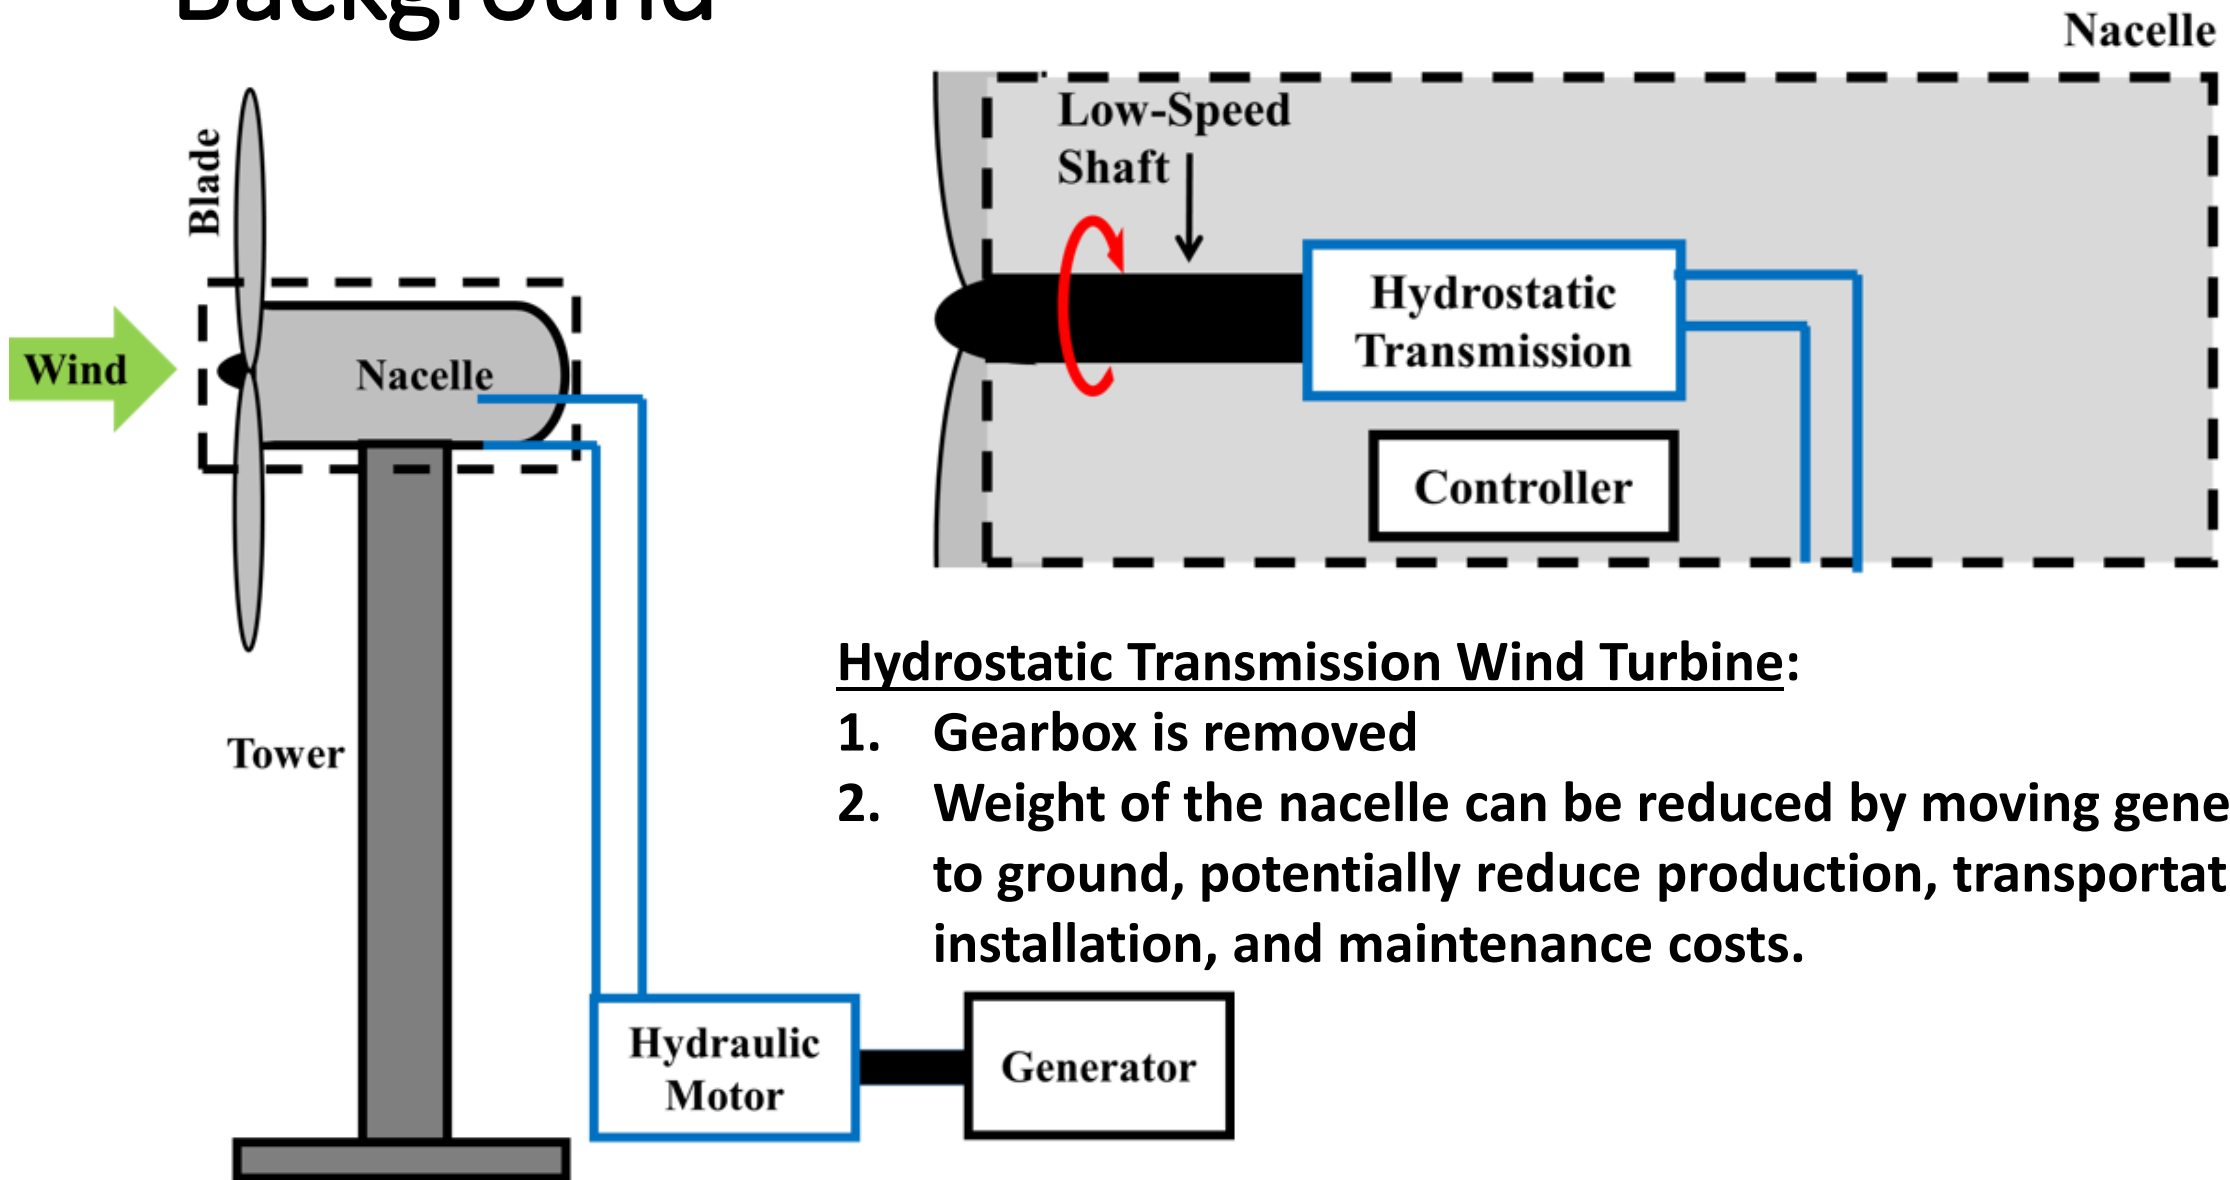 Background
Nacelle
Low-Speed
Shaft
Blade
Hydrostatic
Transmission
Wind
Nacelle
Controller
Hydrostatic Transmission Wind Turbine:
1. Gearbox is removed
Tower
2. Weight of the nacelle can be reduced by moving gene
to ground, potentially reduce production, transportat
installation, and maintenance costs.
Hydraulic
Motor
Generator